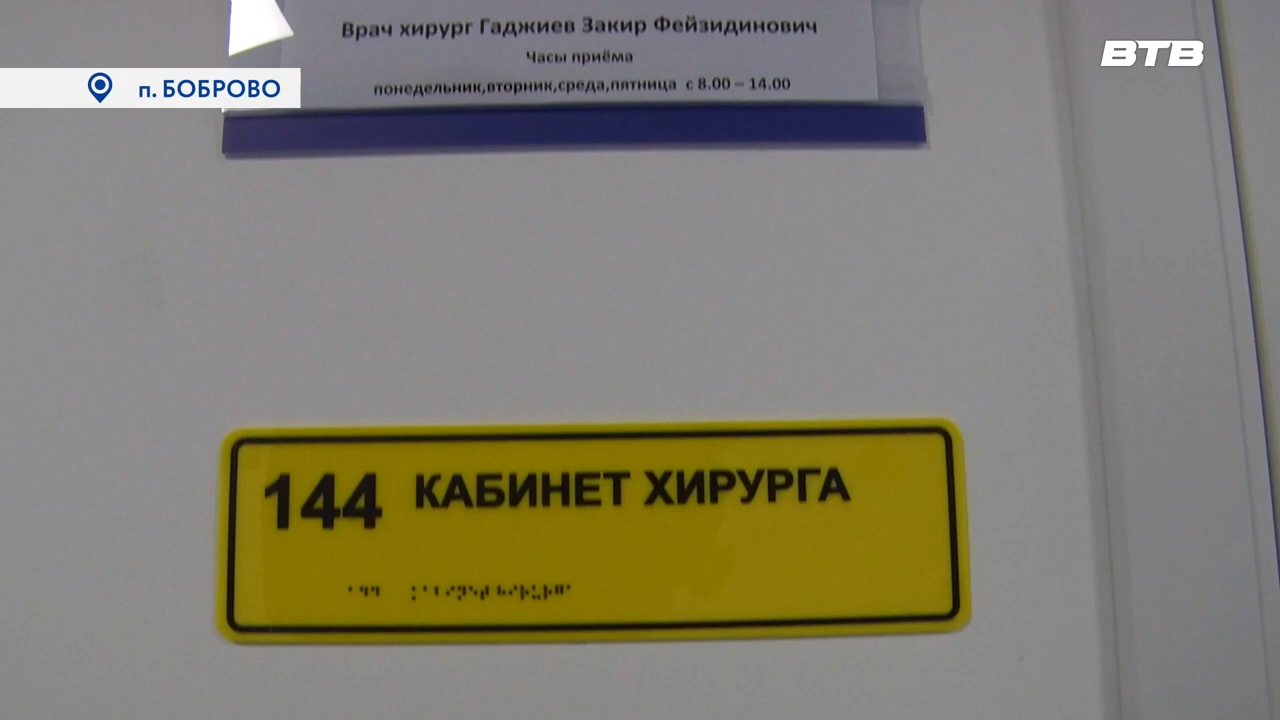 Врач хирург Гаджиев Закир Фейзидинович
Часы приёма
понедельник,вторник,среда,пятница с 8.00 – 14.00
п. БОБРОВО
ВТВ
144 КАБИНЕТ ХИРУРГА